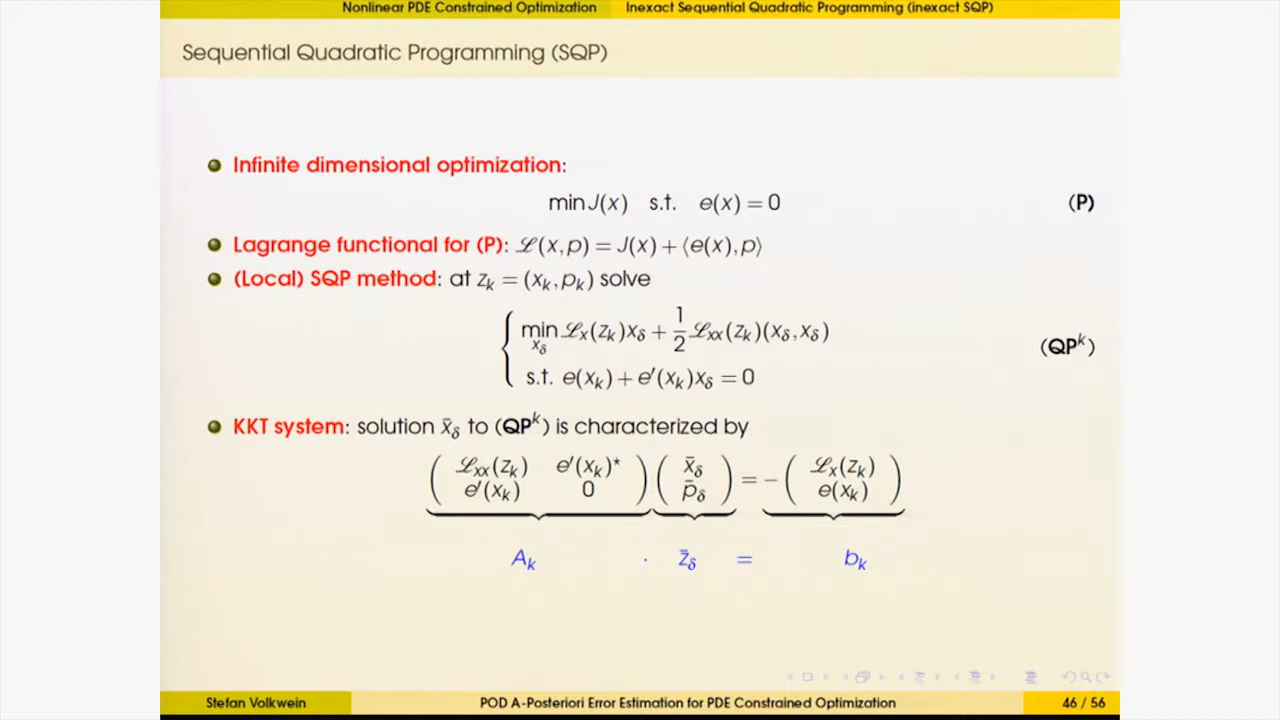 Nonlinear PDE Constrained Optimization Inexact Sequential Quadratic Programming (inexact SQP)
Sequential Quadratic Programming (SQP)
Infinite dimensional optimization:
min J(x) s.t. e(x) = 0 (P)
Lagrange functional for (P): ℒ(x,p) = J(x) + ⟨e(x),p⟩
(Local) SQP method: at z_k = (x_k,p_k) solve
{ min_{x_δ} ℒ_x(z_k)x_δ + 1/2 ℒ_xx(z_k)(x_δ,x_δ)
s.t. e(x_k) + e′(x_k)x_δ = 0 (QP^k)
KKT system: solution x̄_δ to (QP^k) is characterized by
( ℒ_xx(z_k) e′(x_k)* ) ( x̄_δ ) = − ( ℒ_x(z_k) )
( e′(x_k) 0 ) ( p̄_δ ) ( e(x_k) )
A_k · z̄_δ = b_k
Stefan Volkwein POD A-Posteriori Error Estimation for PDE Constrained Optimization 46 / 56